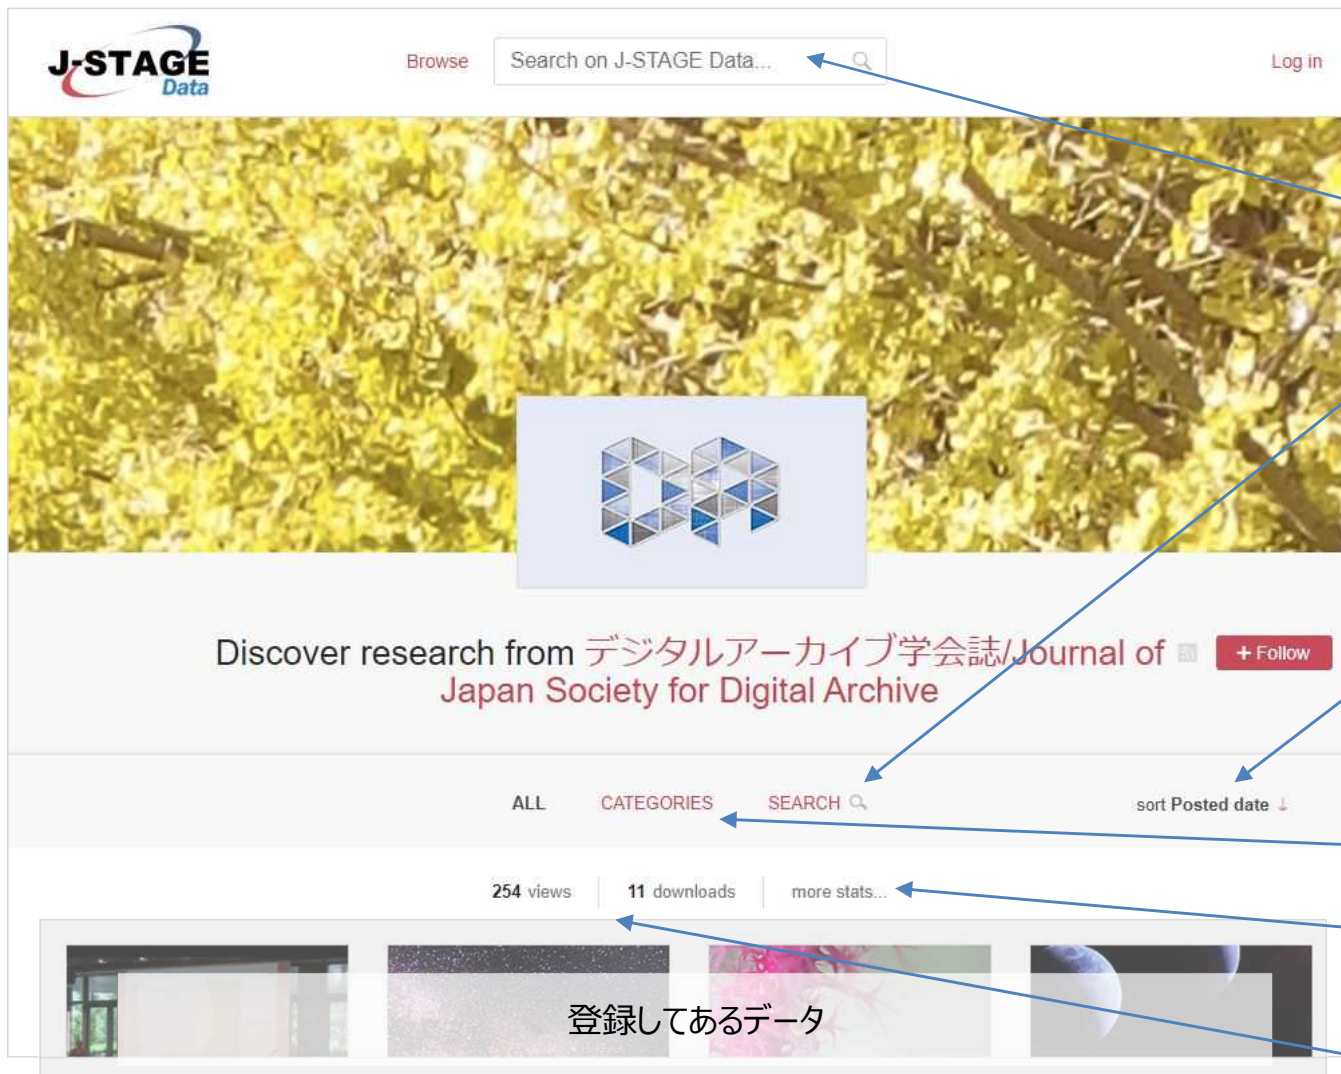 J-STAGE
Data
Browse
Search on J-STAGE Data...
Log in
Discover research from デジタルアーカイブ学会誌/Journal of
Japan Society for Digital Archive
+ Follow
ALL
CATEGORIES
SEARCH
sort Posted date ↓
254 views
11 downloads
more stats...
登録してあるデータ